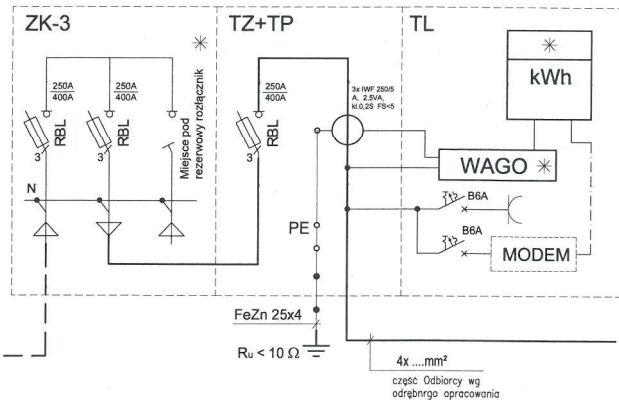 ZK-3
TZ+TP
TL
250A
400A
250A
400A
RBL
3
RBL
3
Miejsce pod
rezerwowy rozłącznik
N
250A
400A
RBL
3
3x IWF 250/5
A, 2,5VA,
kl.0,2S FS<5
kWh
WAGO
B6A
B6A
MODEM
PE
FeZn 25x4
Ru < 10 Ω
4x ....mm²
część Odbiorcy wg
odrębnrgo opracowania